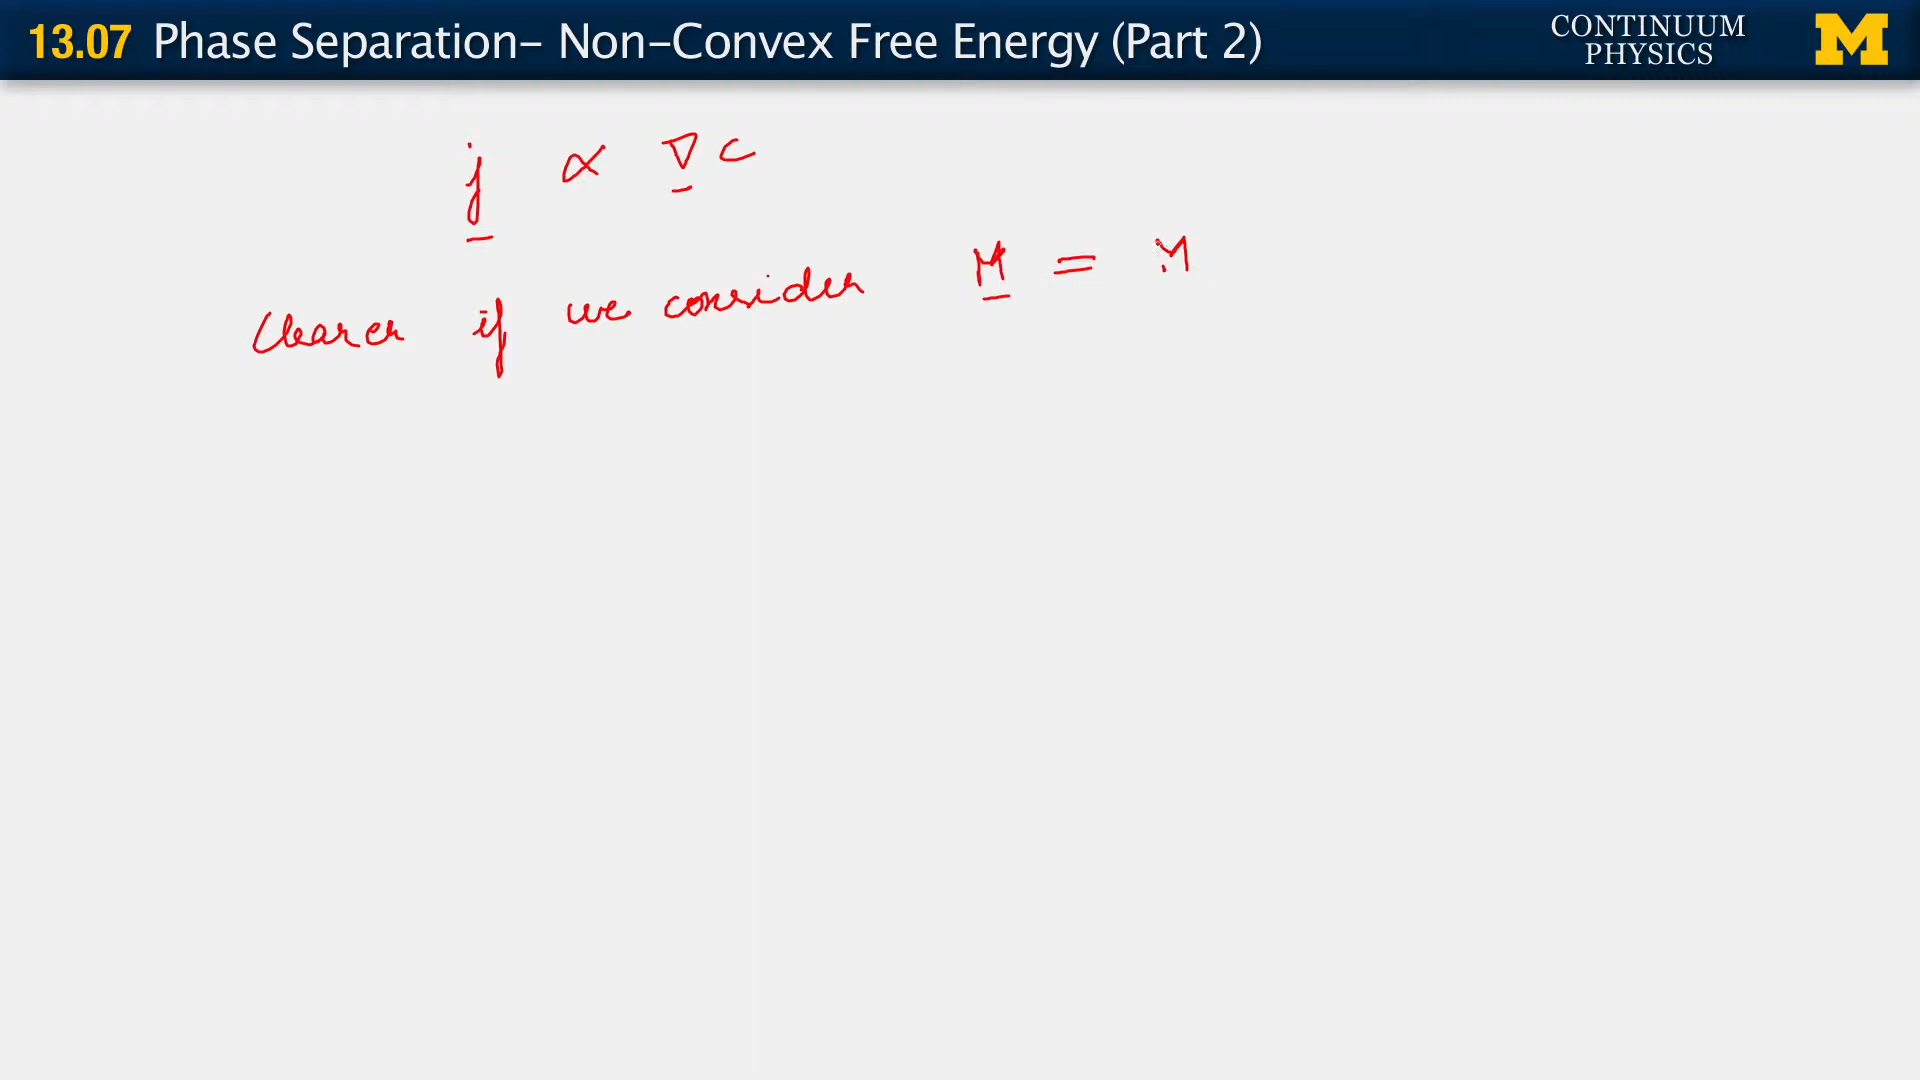 13.07 Phase Separation– Non–Convex Free Energy (Part 2)
CONTINUUM
PHYSICS
M
j ∝ ∇c
Clearer if we consider M = M